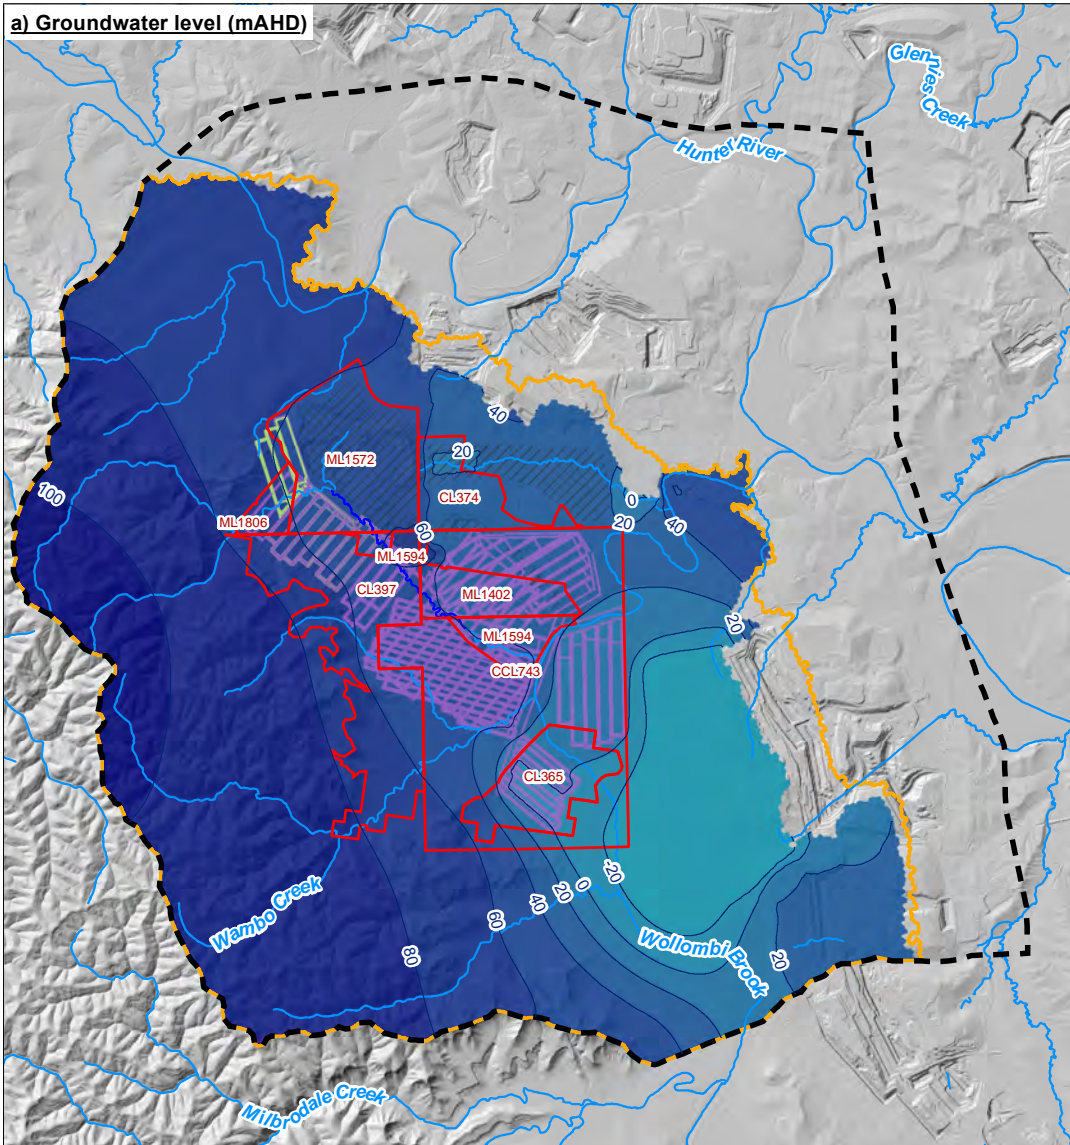 a) Groundwater level (mAHD)
Glennies Creek
Hunter River
40
ML1572
20
CL374
100
0
ML1806
60
20
40
ML1594
CL397
ML1402
20
ML1594
CCL743
CL365
-20
0
20
40
60
80
Wambo Creek
Wollombi Brook
20
Milbrodale Creek